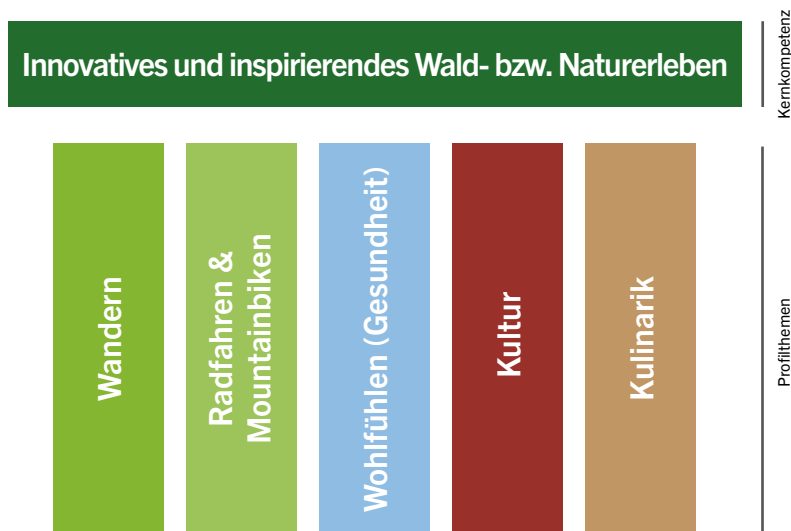 Innovatives und inspirierendes Wald- bzw. Naturerleben
Kernkompetenz
Wandern
Radfahren &
Mountainbiken
Wohlfühlen (Gesundheit)
Kultur
Kulinarik
Profilthemen